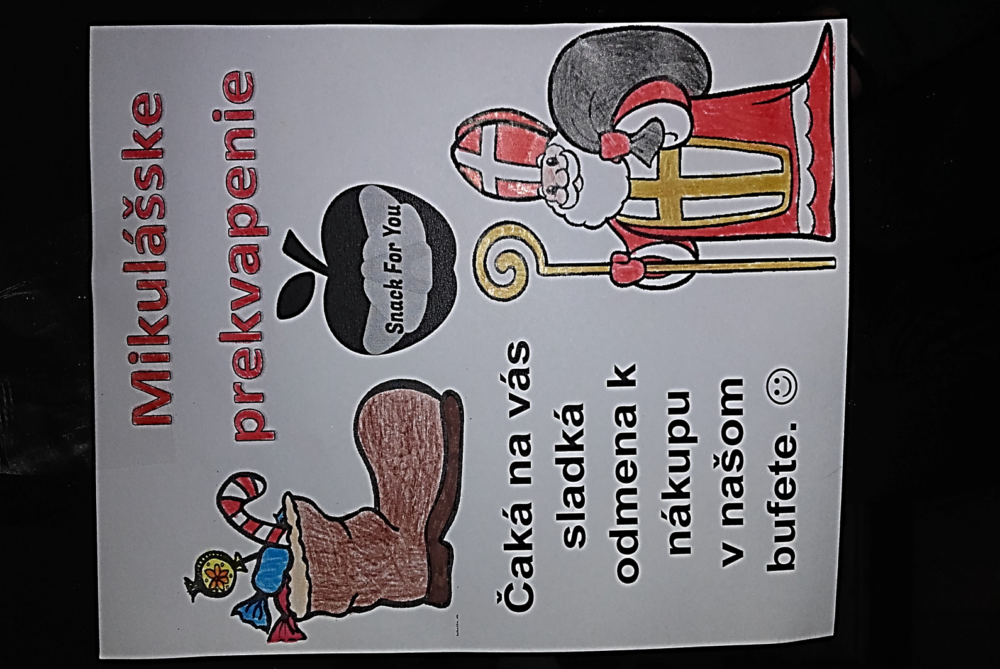 Mikulášske
prekvapenie
Snack For You
Čaká na vás
sladká
odmena k
nákupu
v našom
bufete. ☺